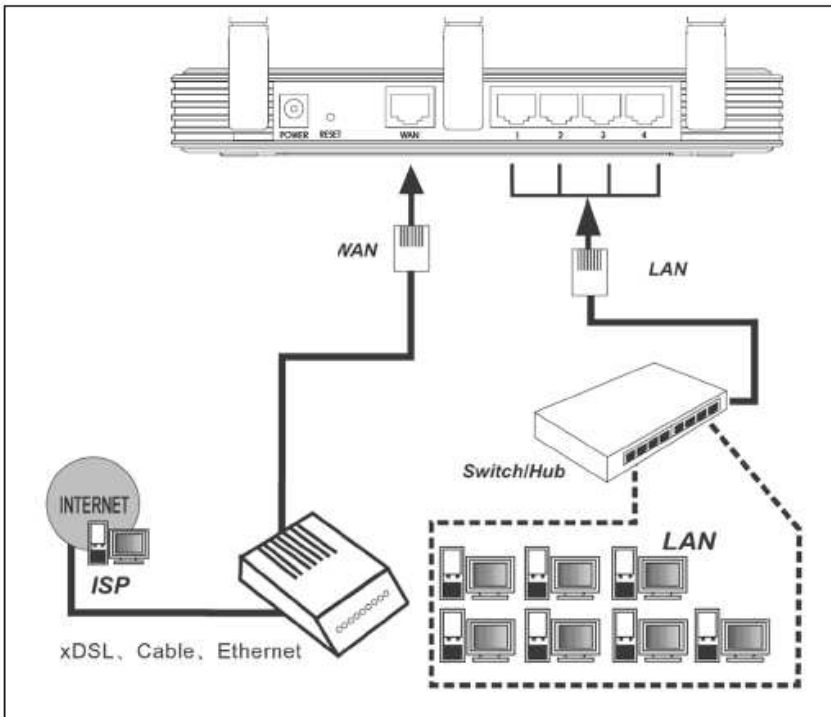 POWER RESET WAN 1 2 3 4
WAN
LAN
Switch/Hub
INTERNET
ISP
LAN
xDSL、Cable、Ethernet